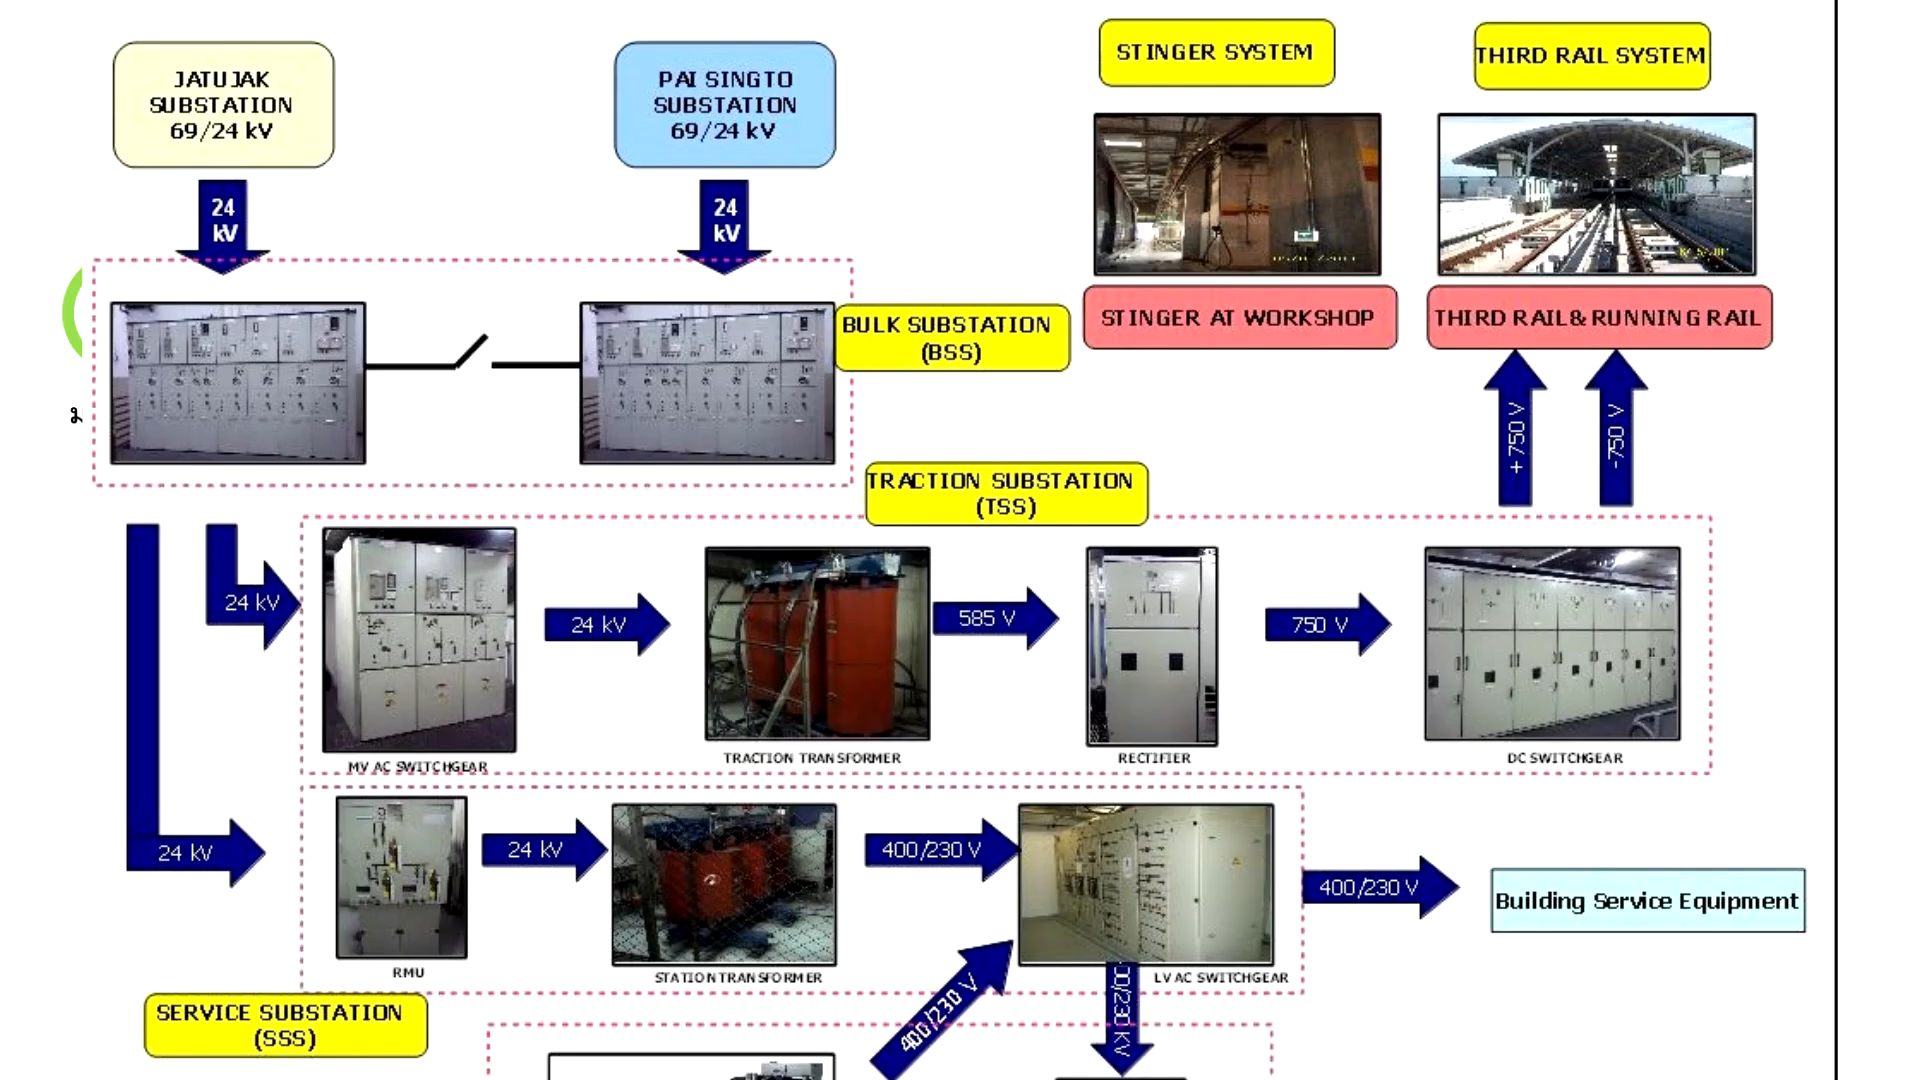 JATUJAK
SUBSTATION
69/24 kV
PAI SINGTO
SUBSTATION
69/24 kV
STINGER SYSTEM
THIRD RAIL SYSTEM
24
kV
24
kV
BULK SUBSTATION
(BSS)
STINGER AT WORKSHOP
THIRD RAIL & RUNNING RAIL
+750 V
-750 V
TRACTION SUBSTATION
(TSS)
24 kV
24 kV
585 V
750 V
MV AC SWITCHGEAR
TRACTION TRANSFORMER
RECTIFIER
DC SWITCHGEAR
24 kV
24 kV
400/230 V
400/230 V
Building Service Equipment
RMU
STATION TRANSFORMER
LV AC SWITCHGEAR
400/230 V
00/230 KV
SERVICE SUBSTATION
(SSS)